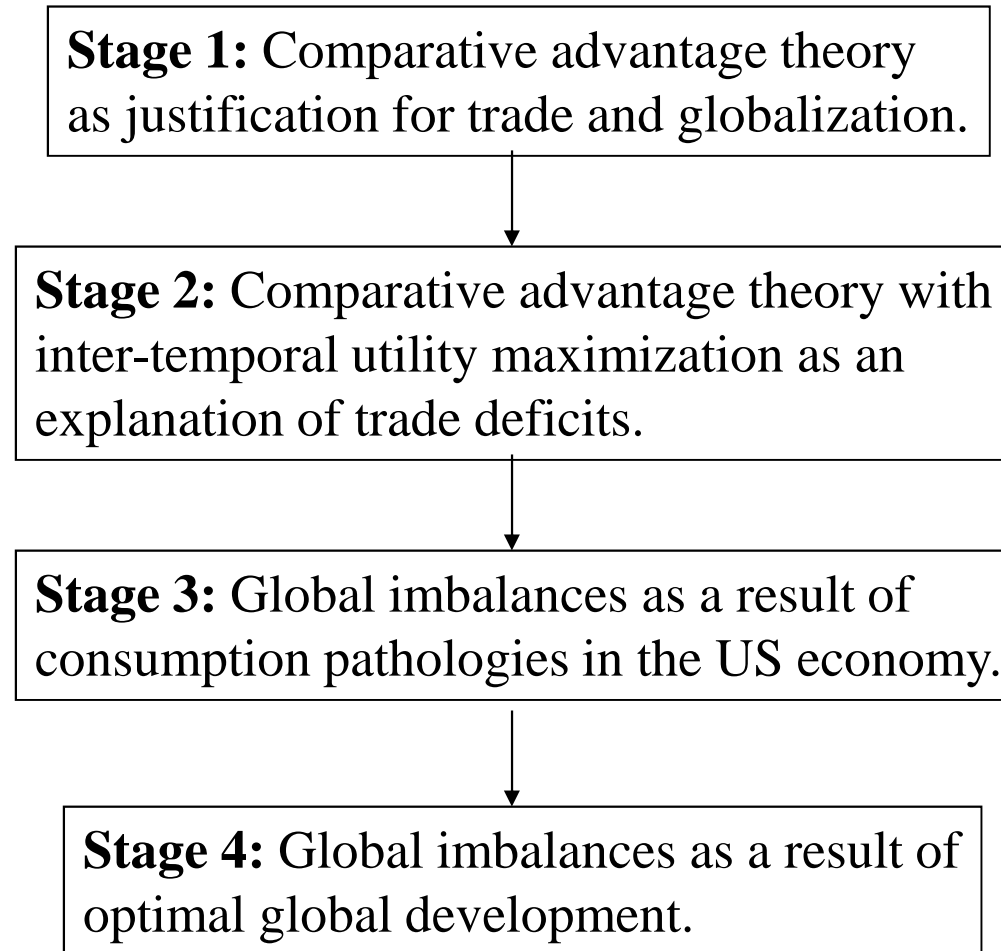 Stage 1: Comparative advantage theory
as justification for trade and globalization.
Stage 2: Comparative advantage theory with
inter-temporal utility maximization as an
explanation of trade deficits.
Stage 3: Global imbalances as a result of
consumption pathologies in the US economy.
Stage 4: Global imbalances as a result of
optimal global development.